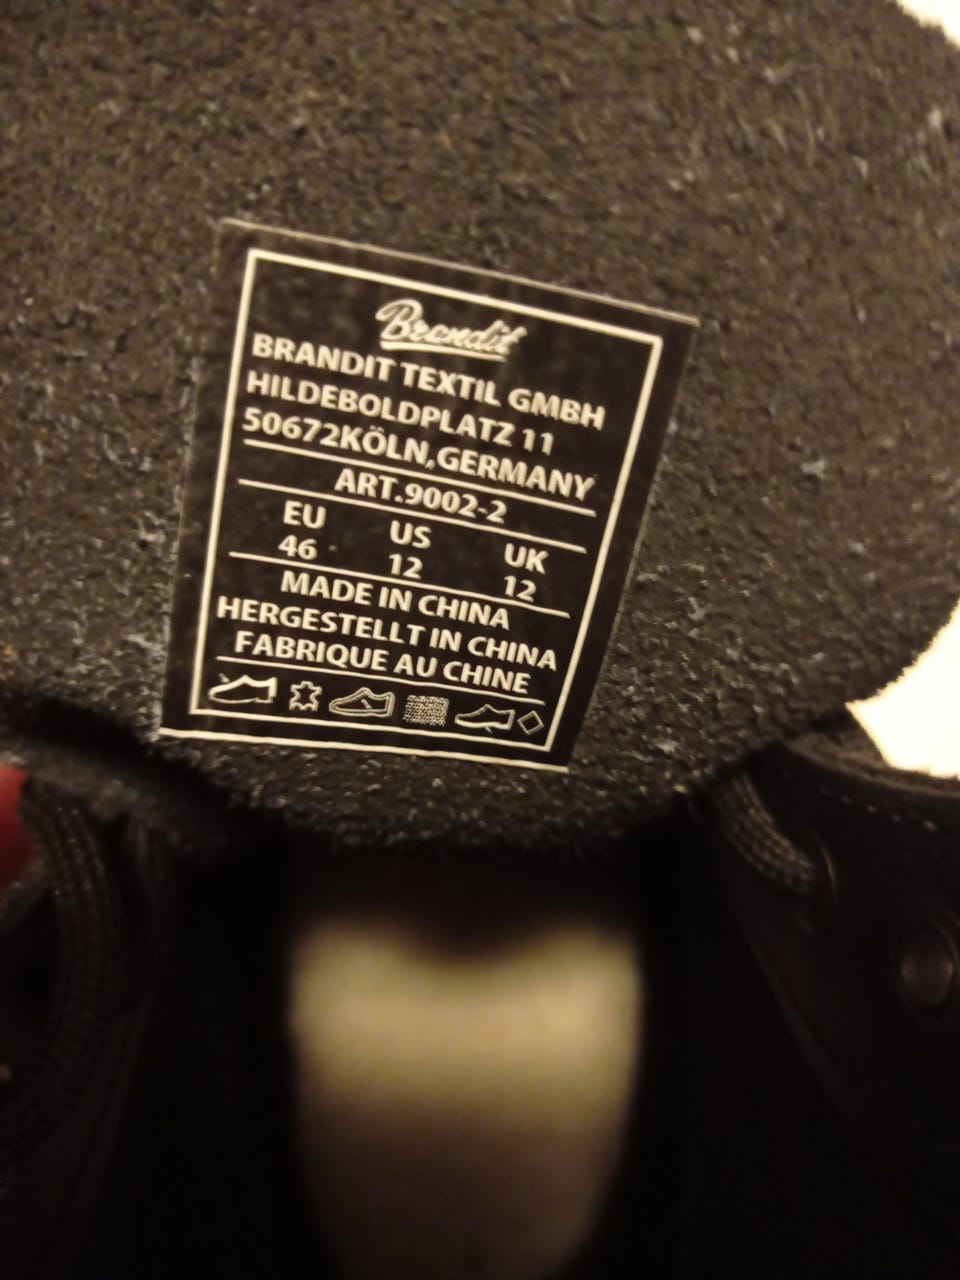 Brandit
BRANDIT TEXTIL GMBH
HILDEBOLDPLATZ 11
50672KÖLN,GERMANY
ART.9002-2
EU US UK
46 12 12
MADE IN CHINA
HERGESTELLT IN CHINA
FABRIQUE AU CHINE